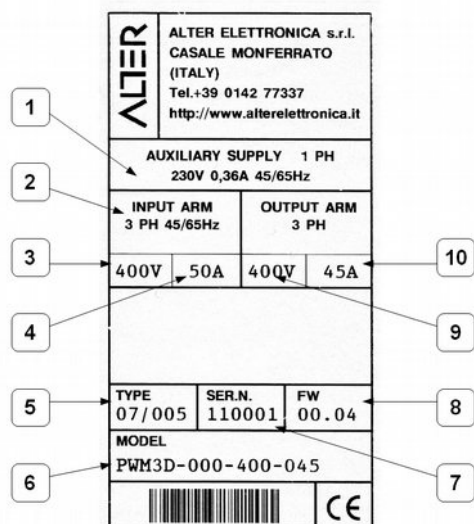 ALTER
ALTER ELETTRONICA s.r.l.
CASALE MONFERRATO
(ITALY)
Tel.+39 0142 77337
http://www.alterelettronica.it
1
AUXILIARY SUPPLY 1 PH
230V 0,36A 45/65Hz
2
INPUT ARM
3 PH 45/65Hz
OUTPUT ARM
3 PH
3
400V
50A
400V
45A
10
4
9
5
TYPE
07/005
SER.N.
110001
FW
00.04
8
MODEL
PWM3D-000-400-045
6
7
CE